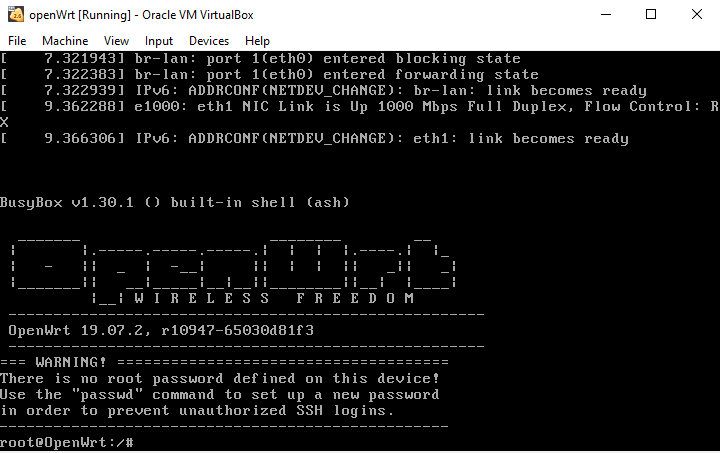 openWrt [Running] - Oracle VM VirtualBox
File Machine View Input Devices Help
[    7.321943] br-lan: port 1(eth0) entered blocking state
[    7.322383] br-lan: port 1(eth0) entered forwarding state
[    7.322939] IPv6: ADDRCONF(NETDEV_CHANGE): br-lan: link becomes ready
[    9.362288] e1000: eth1 NIC Link is Up 1000 Mbps Full Duplex, Flow Control: R
X
[    9.366306] IPv6: ADDRCONF(NETDEV_CHANGE): eth1: link becomes ready
BusyBox v1.30.1 () built-in shell (ash)
OpenWrt
W I R E L E S S   F R E E D O M
-----------------------------------------------------
OpenWrt 19.07.2, r10947-65030d81f3
-----------------------------------------------------
=== WARNING! =====================================
There is no root password defined on this device!
Use the "passwd" command to set up a new password
in order to prevent unauthorized SSH logins.
--------------------------------------------------
root@OpenWrt:/#